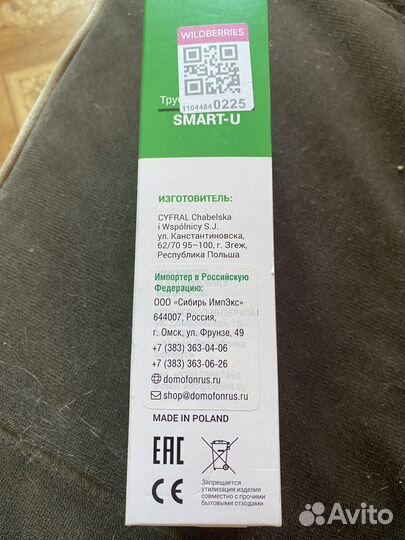 WILDBERRIES
1104484 0225
SMART-U
ИЗГОТОВИТЕЛЬ:
CYFRAL Chabelska
i Wspólnicy S.J.
ул. Канстантиновска,
62/70 95–100, г. Згеж,
Республика Польша
Импортер в Российскую
Федерацию:
ООО «Сибирь ИмпЭкс»
644007, Россия,
г. Омск, ул. Фрунзе, 49
+7 (383) 363-04-06
+7 (383) 363-06-26
domofonrus.ru
shop@domofonrus.ru
MADE IN POLAND
EAC
CE
Запрещается
утилизация изделия
совместно с прочими
бытовыми отходами
Avito